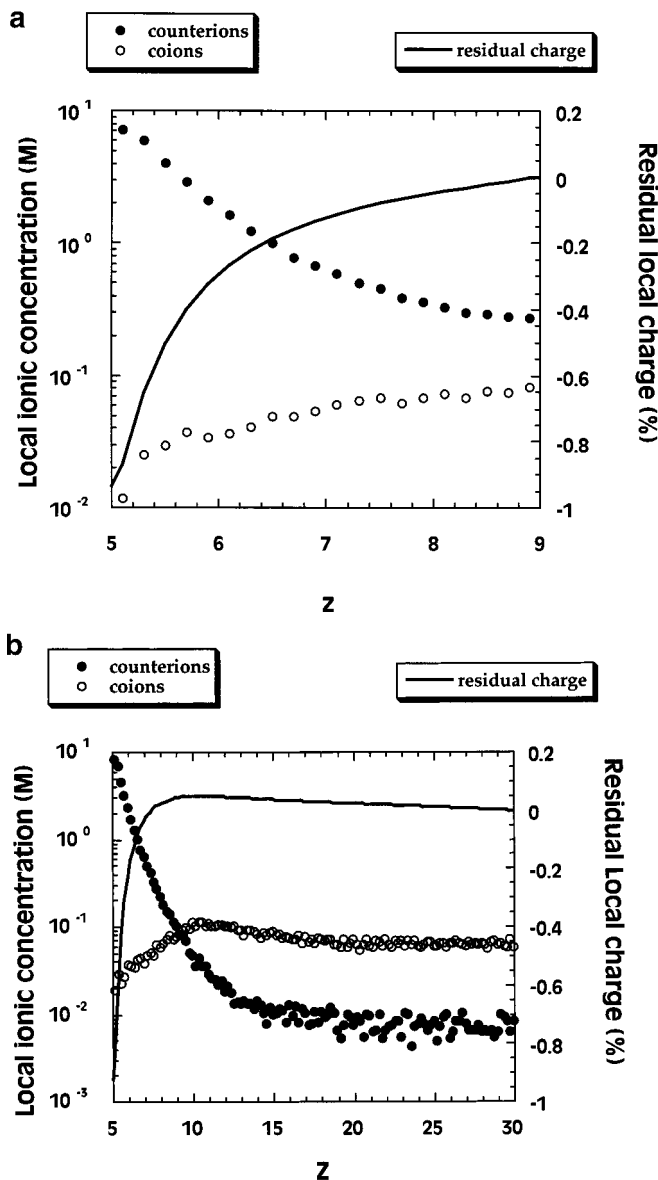 a
counterions
coions
residual charge
Local ionic concentration (M)
10 1
10 0
10 -1
10 -2
0.2
0
-0.2
-0.4
-0.6
-0.8
-1
Residual local charge (%)
5 6 7 8 9
z
b
counterions
coions
residual charge
Local ionic concentration (M)
10 1
10 0
10 -1
10 -2
10 -3
0.2
0
-0.2
-0.4
-0.6
-0.8
-1
Residual Local charge (%)
5 10 15 20 25 30
z